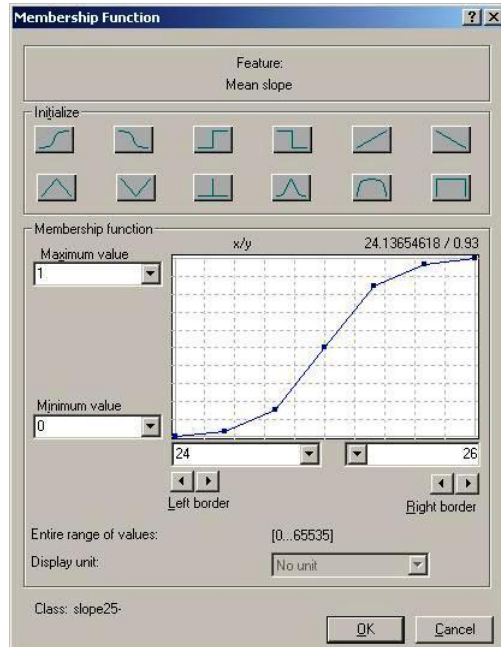 Membership Function
Feature:
Mean slope
Initialize
Membership function
Maximum value
x/y
24.13654618 / 0.93
1
Minimum value
0
24
26
Left border
Right border
Entire range of values:
[0...65535]
Display unit:
No unit
Class: slope25-
OK
Cancel